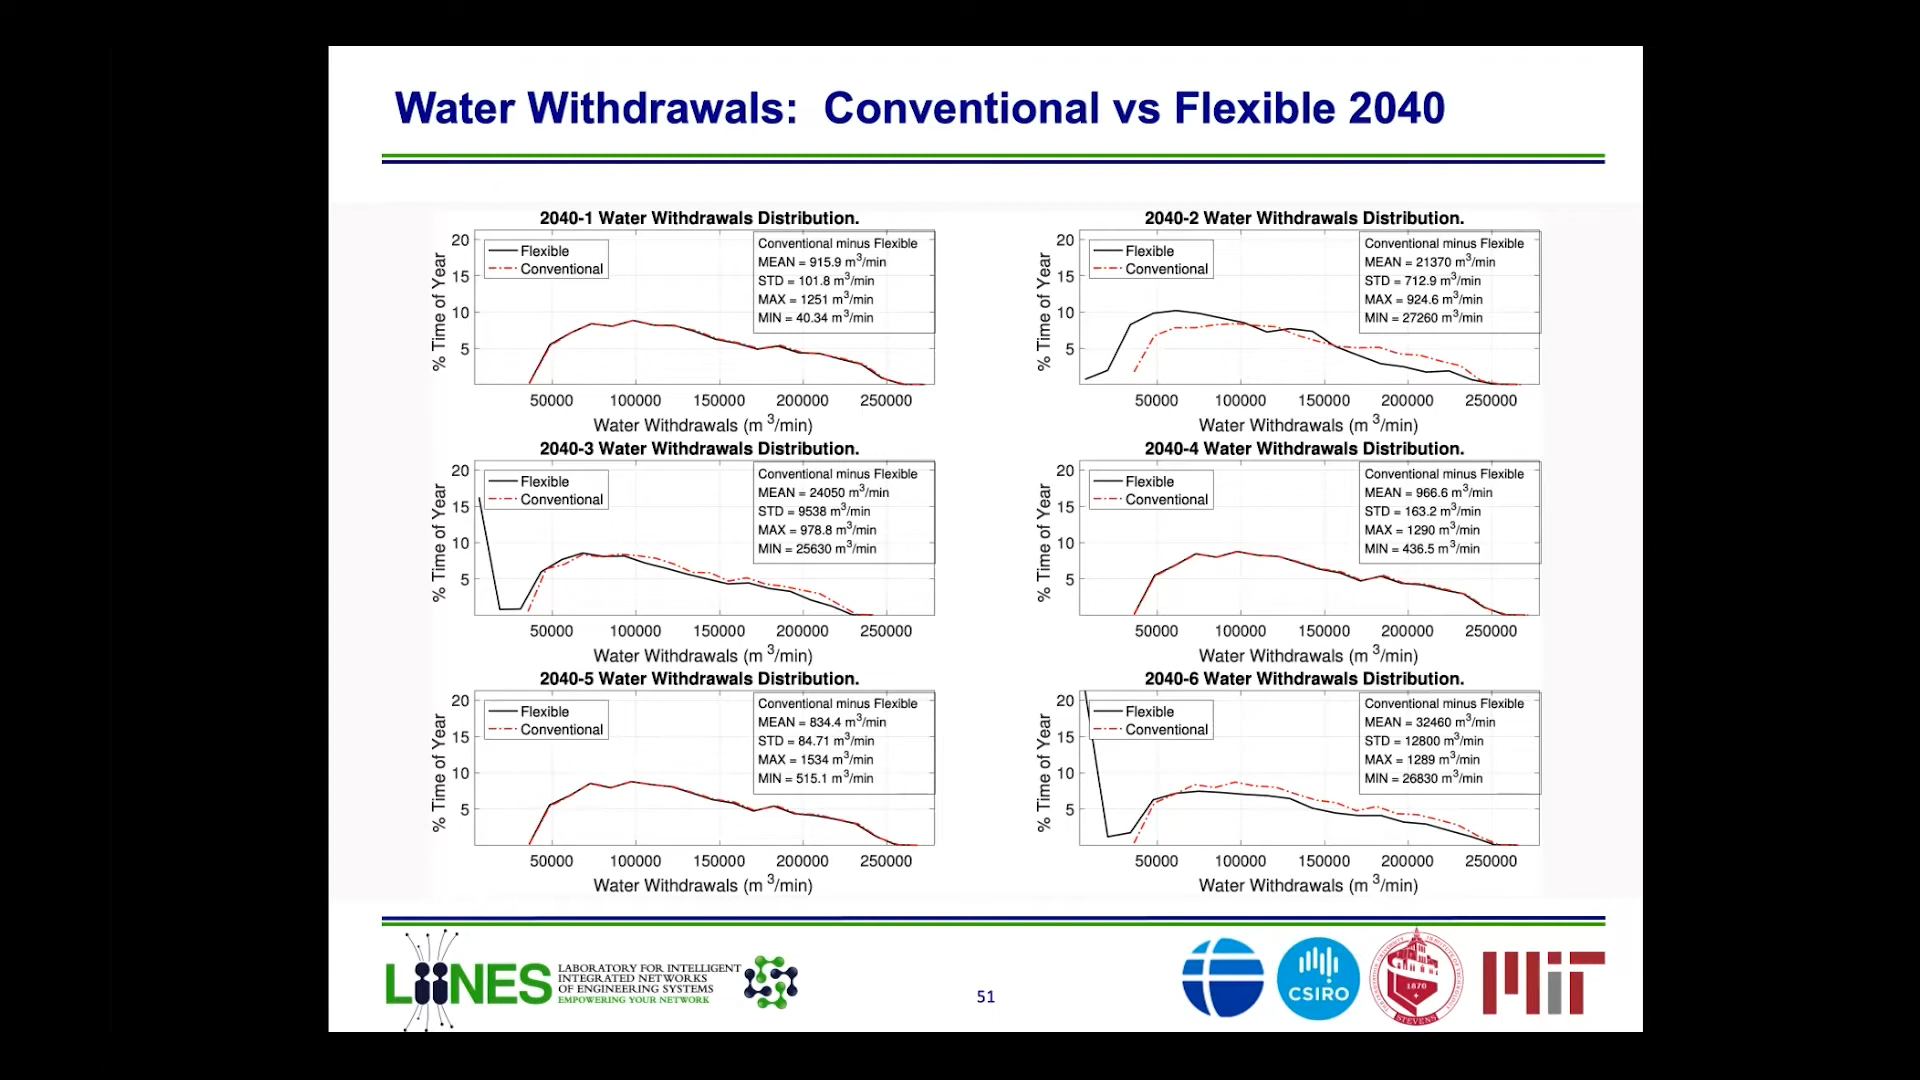 Water Withdrawals: Conventional vs Flexible 2040
2040-1 Water Withdrawals Distribution.
% Time of Year
20
15
10
5
Flexible
Conventional
Conventional minus Flexible
MEAN = 915.9 m³/min
STD = 101.8 m³/min
MAX = 1251 m³/min
MIN = 40.34 m³/min
50000 100000 150000 200000 250000
Water Withdrawals (m ³/min)
2040-2 Water Withdrawals Distribution.
% Time of Year
20
15
10
5
Flexible
Conventional
Conventional minus Flexible
MEAN = 21370 m³/min
STD = 712.9 m³/min
MAX = 924.6 m³/min
MIN = 27260 m³/min
50000 100000 150000 200000 250000
Water Withdrawals (m ³/min)
2040-3 Water Withdrawals Distribution.
% Time of Year
20
15
10
5
Flexible
Conventional
Conventional minus Flexible
MEAN = 24050 m³/min
STD = 9538 m³/min
MAX = 978.8 m³/min
MIN = 25630 m³/min
50000 100000 150000 200000 250000
Water Withdrawals (m ³/min)
2040-4 Water Withdrawals Distribution.
% Time of Year
20
15
10
5
Flexible
Conventional
Conventional minus Flexible
MEAN = 966.6 m³/min
STD = 163.2 m³/min
MAX = 1290 m³/min
MIN = 436.5 m³/min
50000 100000 150000 200000 250000
Water Withdrawals (m ³/min)
2040-5 Water Withdrawals Distribution.
% Time of Year
20
15
10
5
Flexible
Conventional
Conventional minus Flexible
MEAN = 834.4 m³/min
STD = 84.71 m³/min
MAX = 1534 m³/min
MIN = 515.1 m³/min
50000 100000 150000 200000 250000
Water Withdrawals (m ³/min)
2040-6 Water Withdrawals Distribution.
% Time of Year
20
15
10
5
Flexible
Conventional
Conventional minus Flexible
MEAN = 32460 m³/min
STD = 12800 m³/min
MAX = 1289 m³/min
MIN = 26830 m³/min
50000 100000 150000 200000 250000
Water Withdrawals (m ³/min)
LIINES
LABORATORY FOR INTELLIGENT
INTEGRATED NETWORKS
OF ENGINEERING SYSTEMS
EMPOWERING YOUR NETWORK
51
CSIRO
1870
STEVENS
MIT